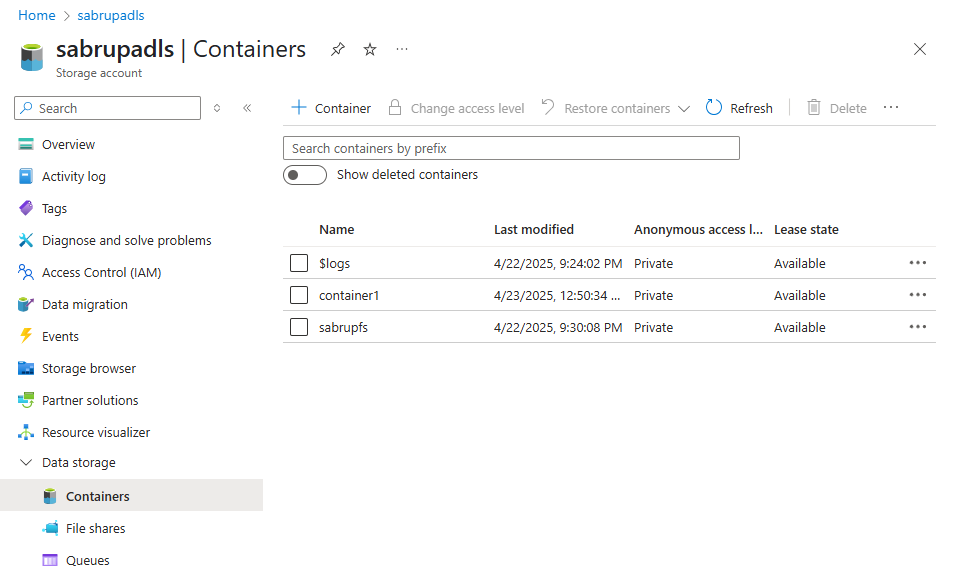 Home > sabrupadls
sabrupadls | Containers
Storage account
Search
Container Change access level Restore containers Refresh Delete
Search containers by prefix
Show deleted containers
Overview
Activity log
Tags
Diagnose and solve problems
Access Control (IAM)
Data migration
Events
Storage browser
Partner solutions
Resource visualizer
Data storage
Containers
File shares
Queues
Name Last modified Anonymous access l... Lease state
$logs 4/22/2025, 9:24:02 PM Private Available
container1 4/23/2025, 12:50:34 ... Private Available
sabrupfs 4/22/2025, 9:30:08 PM Private Available